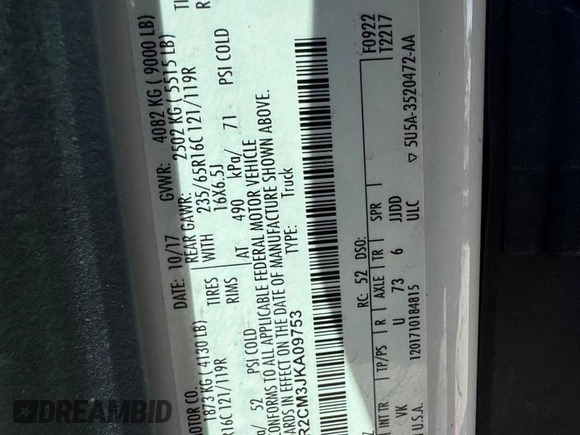 DATE: 10/17 GVWR: 4082 KG ( 9000 LB)
MOTOR CO. REAR GAWR: 2502 KG ( 5515 LB)
1873 KG ( 4130 LB) WITH 235/65R16C 121/119R
R16C 121/119R TIRES 16X6.5J
RIMS
52 PSI COLD AT 490 kPa/ 71 PSI COLD
CONFORMS TO ALL APPLICABLE FEDERAL MOTOR VEHICLE
ARDS IN EFFECT ON THE DATE OF MANUFACTURE SHOWN ABOVE.
R2CM3JKA09753 TYPE: Truck
F0922
T2217
RC: 52 DSO:
INT TR TP/PS R AXLE TR SPR
VK U 73 6 JJDD
U.S.A. 1201710184815 ULC
5U5A-3520472-AA
DREAMBID